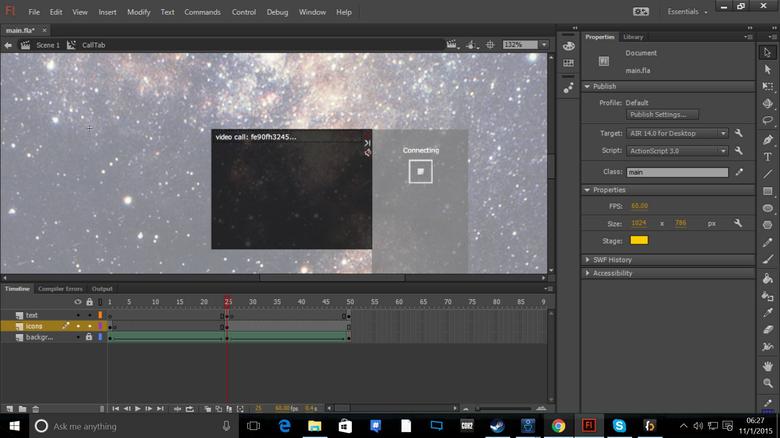 Fl File Edit View Insert Modify Text Commands Control Debug Window Help Essentials
main.fla*
Scene 1 CallTab 132%
video call: fe90fh3245...
Connecting
Properties Library
Document
main.fla
Publish
Profile: Default
Publish Settings...
Target: AIR 14.0 for Desktop
Script: ActionScript 3.0
Class: main
Properties
FPS: 60.00
Size: 1024 x 786 px
Stage:
SWF History
Accessibility
Timeline Compiler Errors Output
1 5 10 15 20 25 30 35 40 45 50 55 60 65 70 75 80 85 9
text
icons
backgr...
25 60.00 fps 0.4 s
Ask me anything
COH2
Fl
06:27
11/1/2015